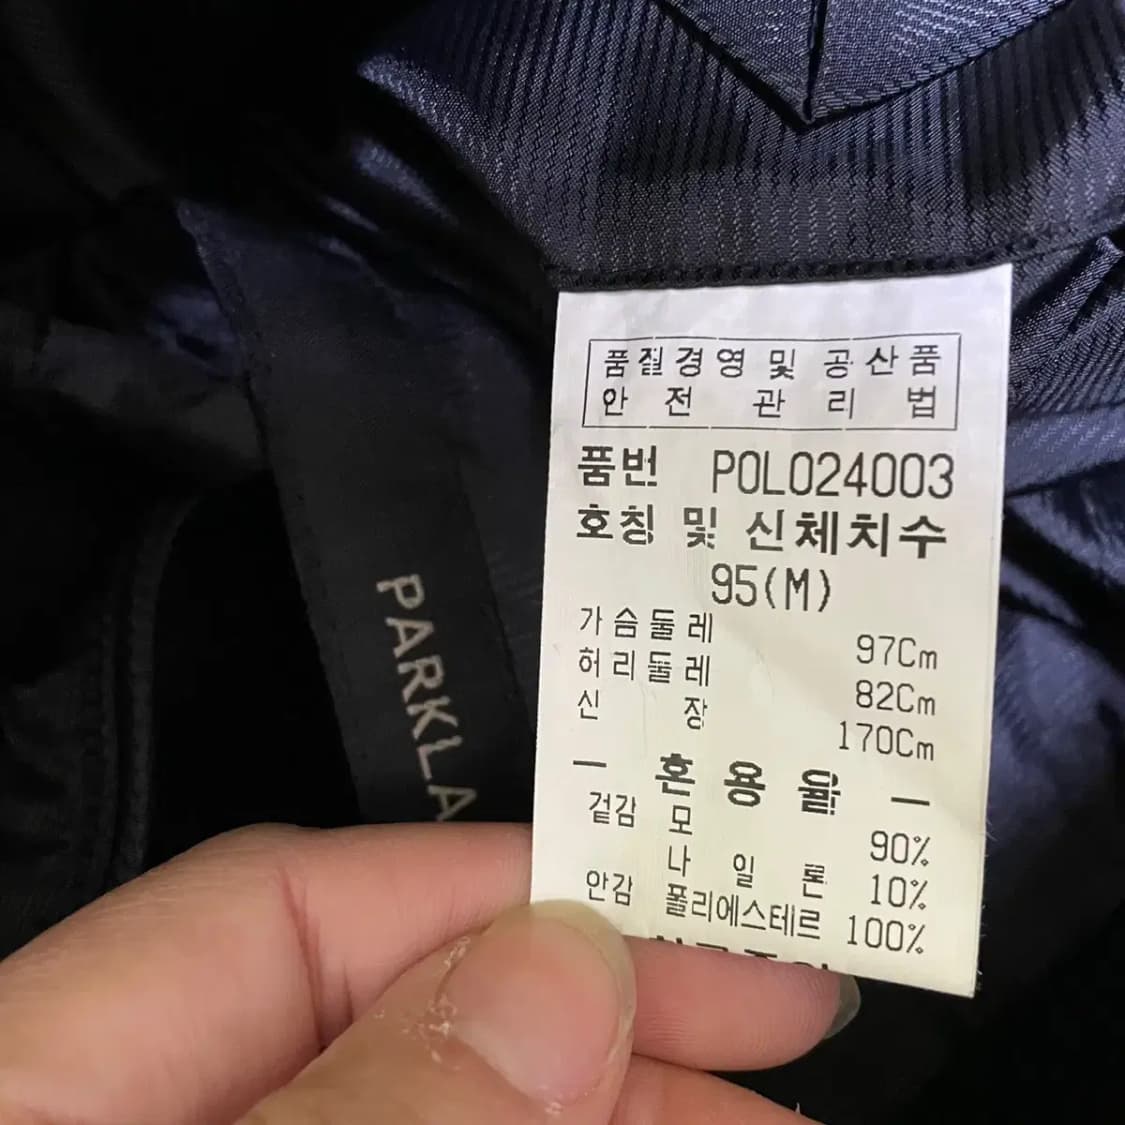 품질경영 및 공산품
안전관리법
품번 POL024003
호칭 및 신체치수
95(M)
가슴둘레 97Cm
허리둘레 82Cm
신장 170Cm
- 혼용율 -
겉감 모 90%
나일론 10%
안감 폴리에스테르 100%
PARKLA